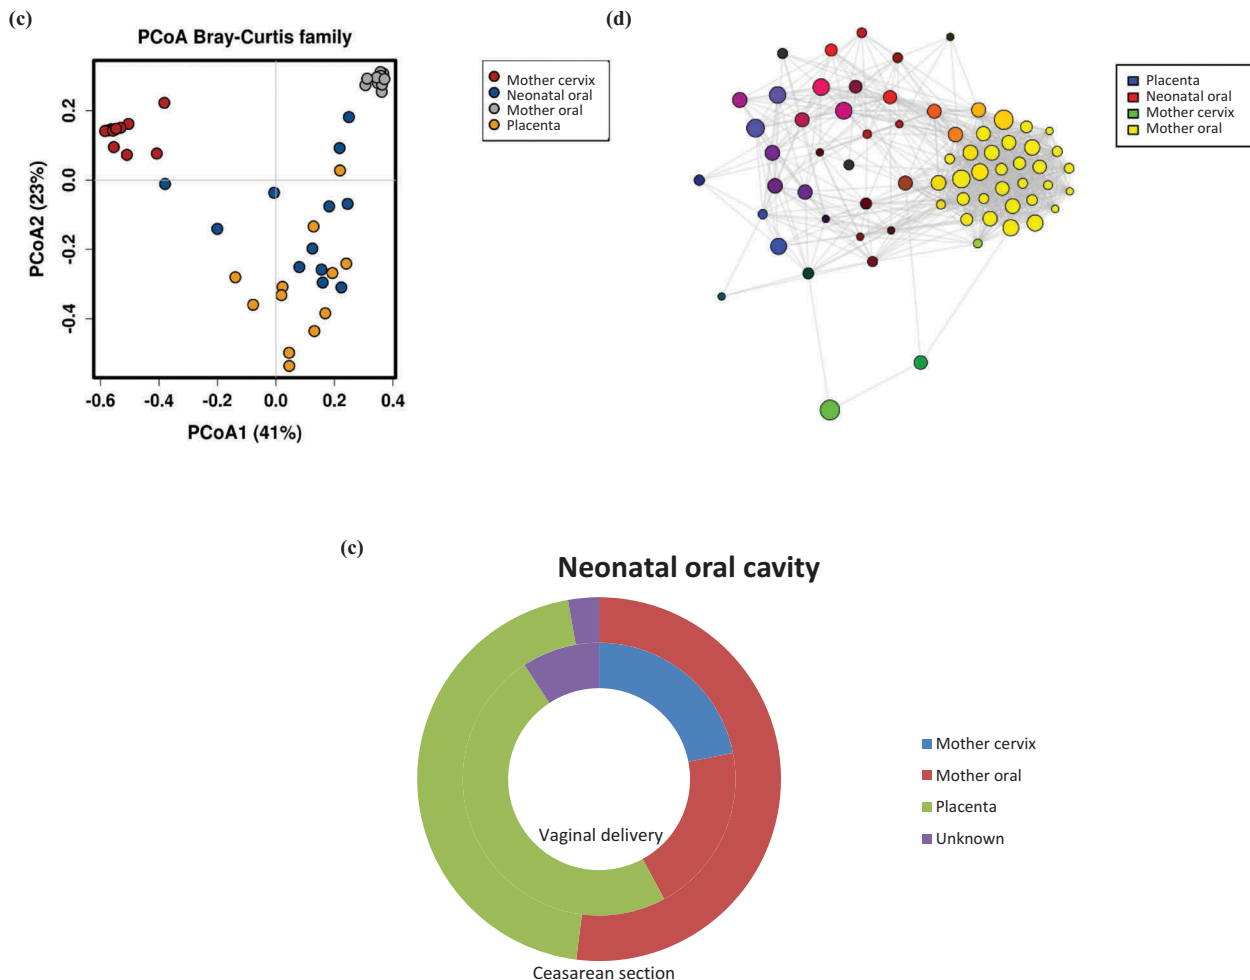 (c)
PCoA Bray-Curtis family
PCoA2 (23%)
0.2
0.0
-0.2
-0.4
-0.6
-0.4
-0.2
0.0
0.2
0.4
PCoA1 (41%)
Mother cervix
Neonatal oral
Mother oral
Placenta
(d)
Placenta
Neonatal oral
Mother cervix
Mother oral
(c)
Neonatal oral cavity
Vaginal delivery
Ceasarean section
Mother cervix
Mother oral
Placenta
Unknown